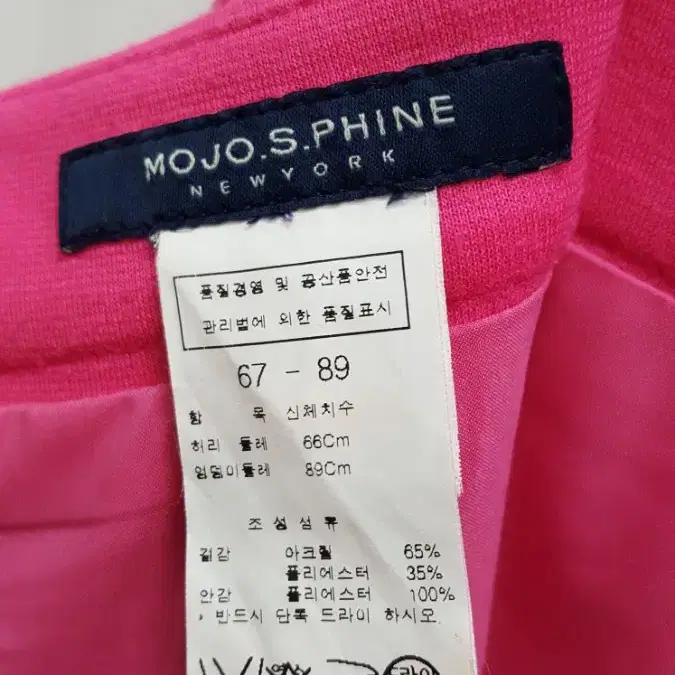 MOJO.S.PHINE
NEWYORK
품질경영 및 공산품안전
관리법에 의한 품질표시
67 - 89
항 목 신체치수
허리 둘레 66Cm
엉덩이둘레 89Cm
조성섬유
겉감 아크릴 65%
폴리에스터 35%
안감 폴리에스터 100%
, 반드시 단독 드라이 하시오.
드라이